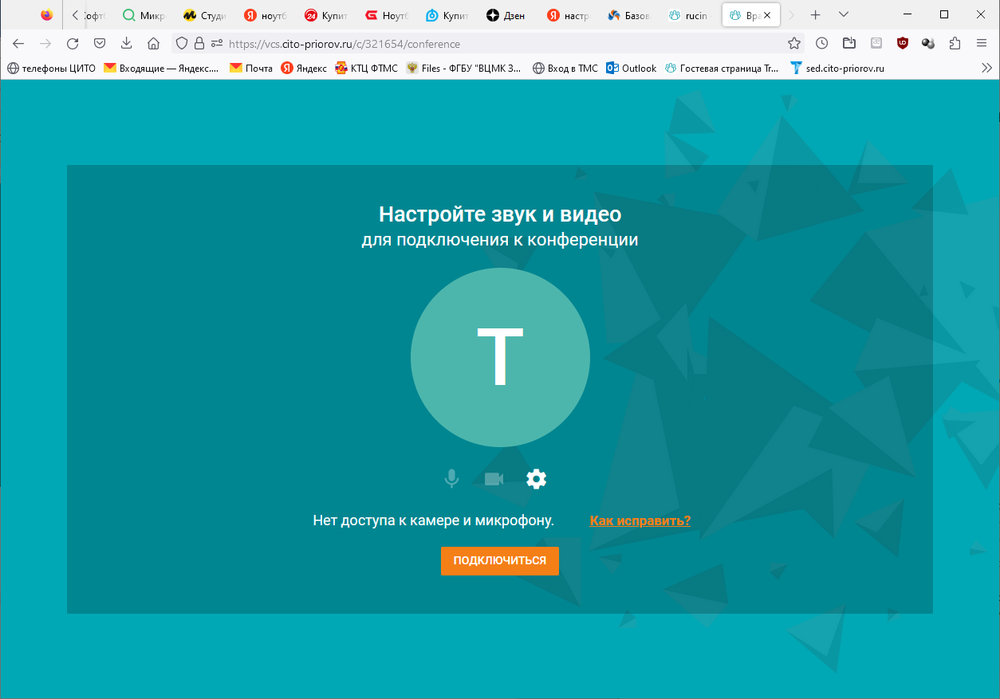 Софт
Микр
Студи
ноутб
24 Купит
Ноутб
Купит
Дзен
настр
Базов
rucin
Вра
https://vcs.cito-priorov.ru/c/321654/conference
телефоны ЦИТО
Входящие — Яндекс....
Почта
Яндекс
КТЦ ФТМС
Files - ФГБУ "ВЦМК З...
Вход в ТМС
Outlook
Гостевая страница Tr...
sed.cito-priorov.ru
Настройте звук и видео
для подключения к конференции
Т
Нет доступа к камере и микрофону.
Как исправить?
ПОДКЛЮЧИТЬСЯ